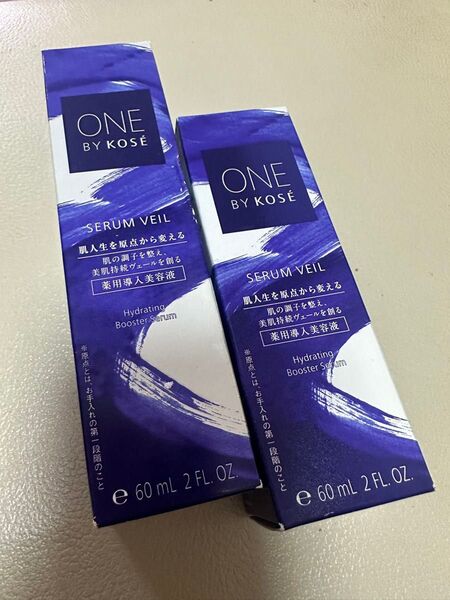 ONE
BY KOSÉ
SERUM VEIL
肌人生を原点から変える
肌の調子を整え、
美肌持続ヴェールを創る
薬用導入美容液
Hydrating
Booster Serum
※原点とは、お手入れの第一段階のこと
e 60 mL 2 FL. OZ.
ONE
BY KOSÉ
SERUM VEIL
肌人生を原点から変える
肌の調子を整え、
美肌持続ヴェールを創る
薬用導入美容液
Hydrating
Booster Serum
※原点とは、お手入れの第一段階のこと
e 60 mL 2 FL. OZ.